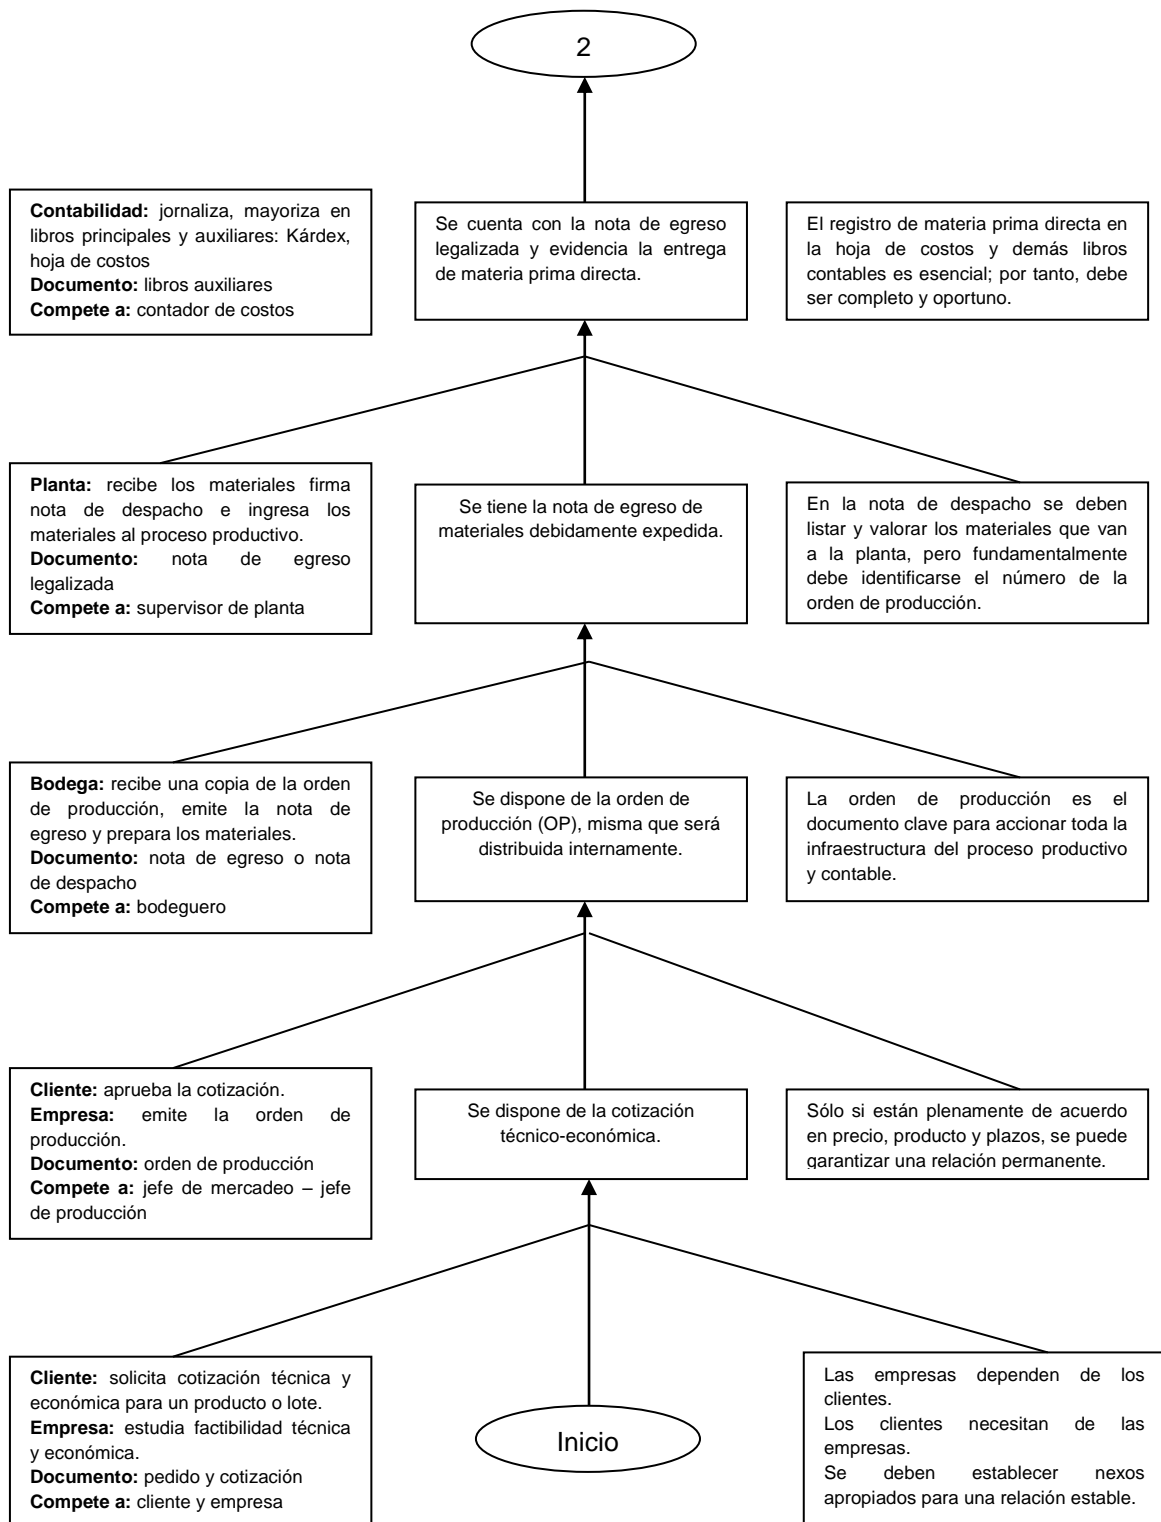 2
Contabilidad: jornaliza, mayoriza en
libros principales y auxiliares: Kárdex,
hoja de costos
Documento: libros auxiliares
Compete a: contador de costos
Se cuenta con la nota de egreso
legalizada y evidencia la entrega
de materia prima directa.
El registro de materia prima directa en
la hoja de costos y demás libros
contables es esencial; por tanto, debe
ser completo y oportuno.
Planta: recibe los materiales firma
nota de despacho e ingresa los
materiales al proceso productivo.
Documento: nota de egreso
legalizada
Compete a: supervisor de planta
Se tiene la nota de egreso de
materiales debidamente expedida.
En la nota de despacho se deben
listar y valorar los materiales que van
a la planta, pero fundamentalmente
debe identificarse el número de la
orden de producción.
Bodega: recibe una copia de la orden
de producción, emite la nota de
egreso y prepara los materiales.
Documento: nota de egreso o nota
de despacho
Compete a: bodeguero
Se dispone de la orden de
producción (OP), misma que será
distribuida internamente.
La orden de producción es el
documento clave para accionar toda la
infraestructura del proceso productivo
y contable.
Cliente: aprueba la cotización.
Empresa: emite la orden de
producción.
Documento: orden de producción
Compete a: jefe de mercadeo – jefe
de producción
Se dispone de la cotización
técnico-económica.
Sólo si están plenamente de acuerdo
en precio, producto y plazos, se puede
garantizar una relación permanente.
Cliente: solicita cotización técnica y
económica para un producto o lote.
Empresa: estudia factibilidad técnica
y económica.
Documento: pedido y cotización
Compete a: cliente y empresa
Inicio
Las empresas dependen de los
clientes.
Los clientes necesitan de las
empresas.
Se deben establecer nexos
apropiados para una relación estable.